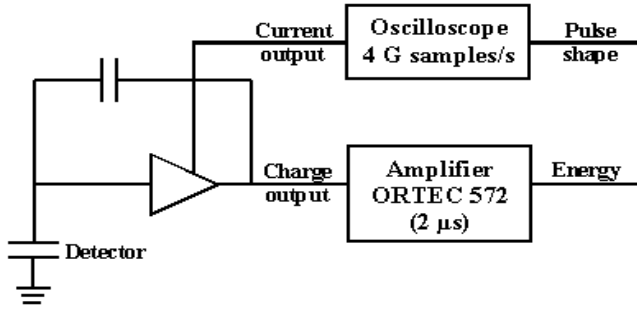 Current
output
Oscilloscope
4 G samples/s
Pulse
shape
Charge
output
Amplifier
ORTEC 572
(2 µs)
Energy
Detector